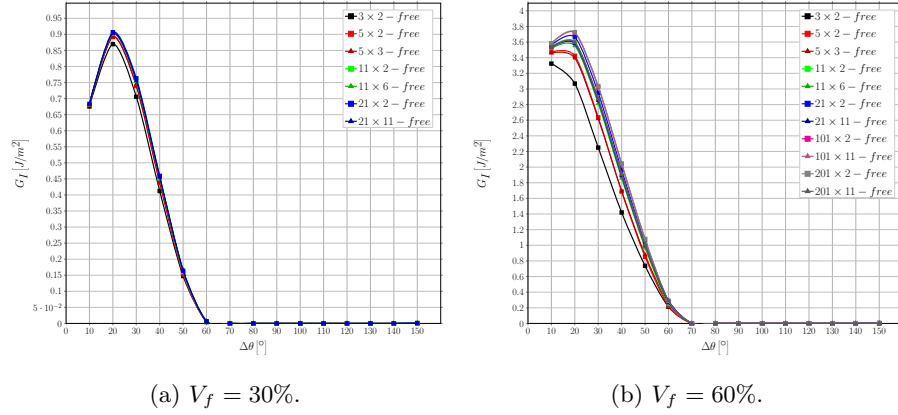 0.95
0.9
0.85
0.8
0.75
0.7
0.65
0.6
0.55
0.5
0.45
0.4
0.35
0.3
0.25
0.2
0.15
0.1
5 · 10⁻²
0
G_I [J/m²]
0 10 20 30 40 50 60 70 80 90 100 110 120 130 140 150
Δθ [°]
3 × 2 − free
5 × 2 − free
5 × 3 − free
11 × 2 − free
11 × 6 − free
21 × 2 − free
21 × 11 − free
(a) V_f = 30%.
4
3.8
3.6
3.4
3.2
3
2.8
2.6
2.4
2.2
2
1.8
1.6
1.4
1.2
1
0.8
0.6
0.4
0.2
0
G_I [J/m²]
0 10 20 30 40 50 60 70 80 90 100 110 120 130 140 150
Δθ [°]
3 × 2 − free
5 × 2 − free
5 × 3 − free
11 × 2 − free
11 × 6 − free
21 × 2 − free
21 × 11 − free
101 × 2 − free
101 × 11 − free
201 × 2 − free
201 × 11 − free
(b) V_f = 60%.